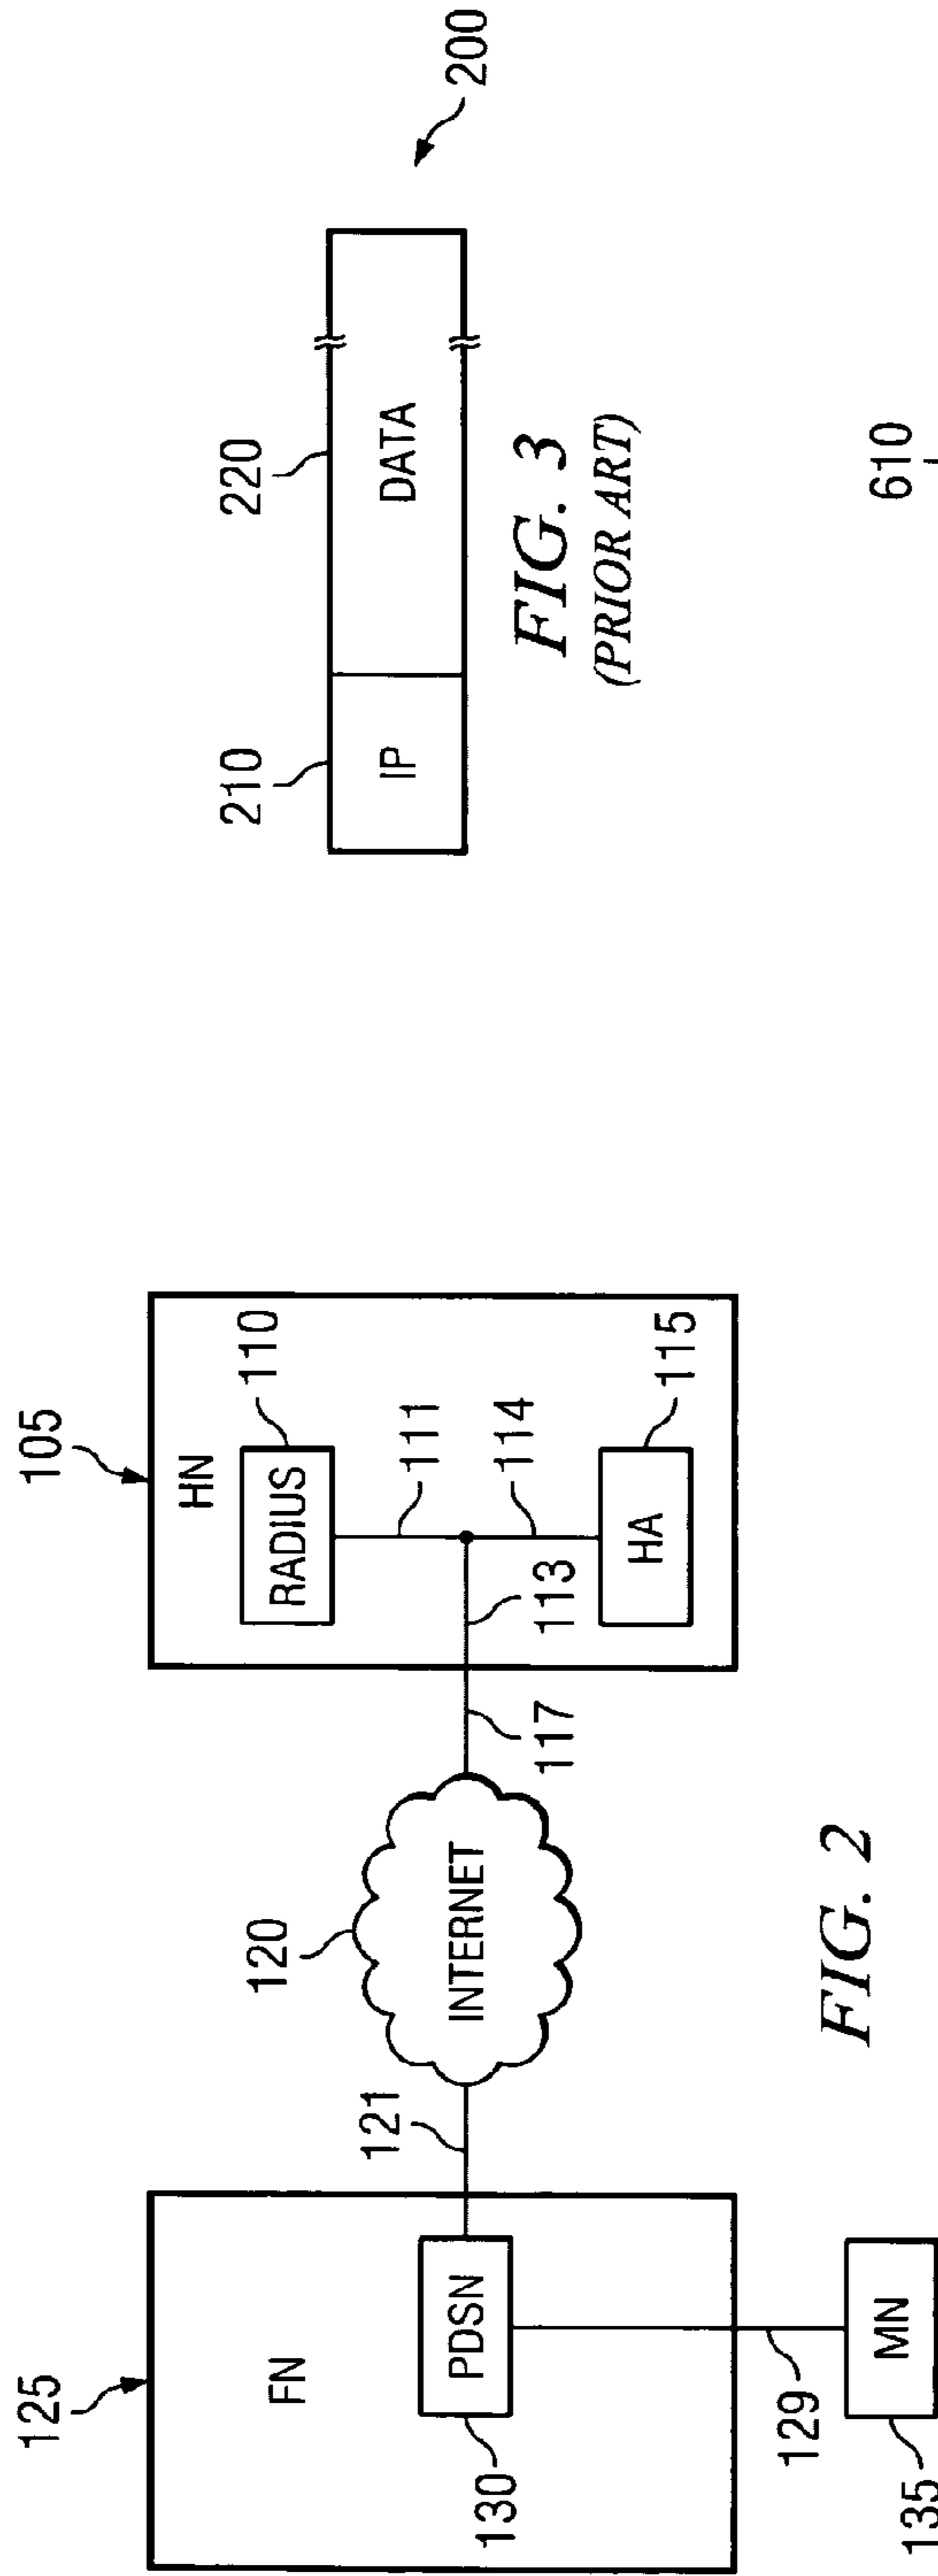 125
FN
PDSN
130
121
129
MN
135
120
INTERNET
117
105
HN
RADIUS
110
111
113
114
HA
115
FIG. 2
210
IP
220
DATA
200
FIG. 3
(PRIOR ART)
610